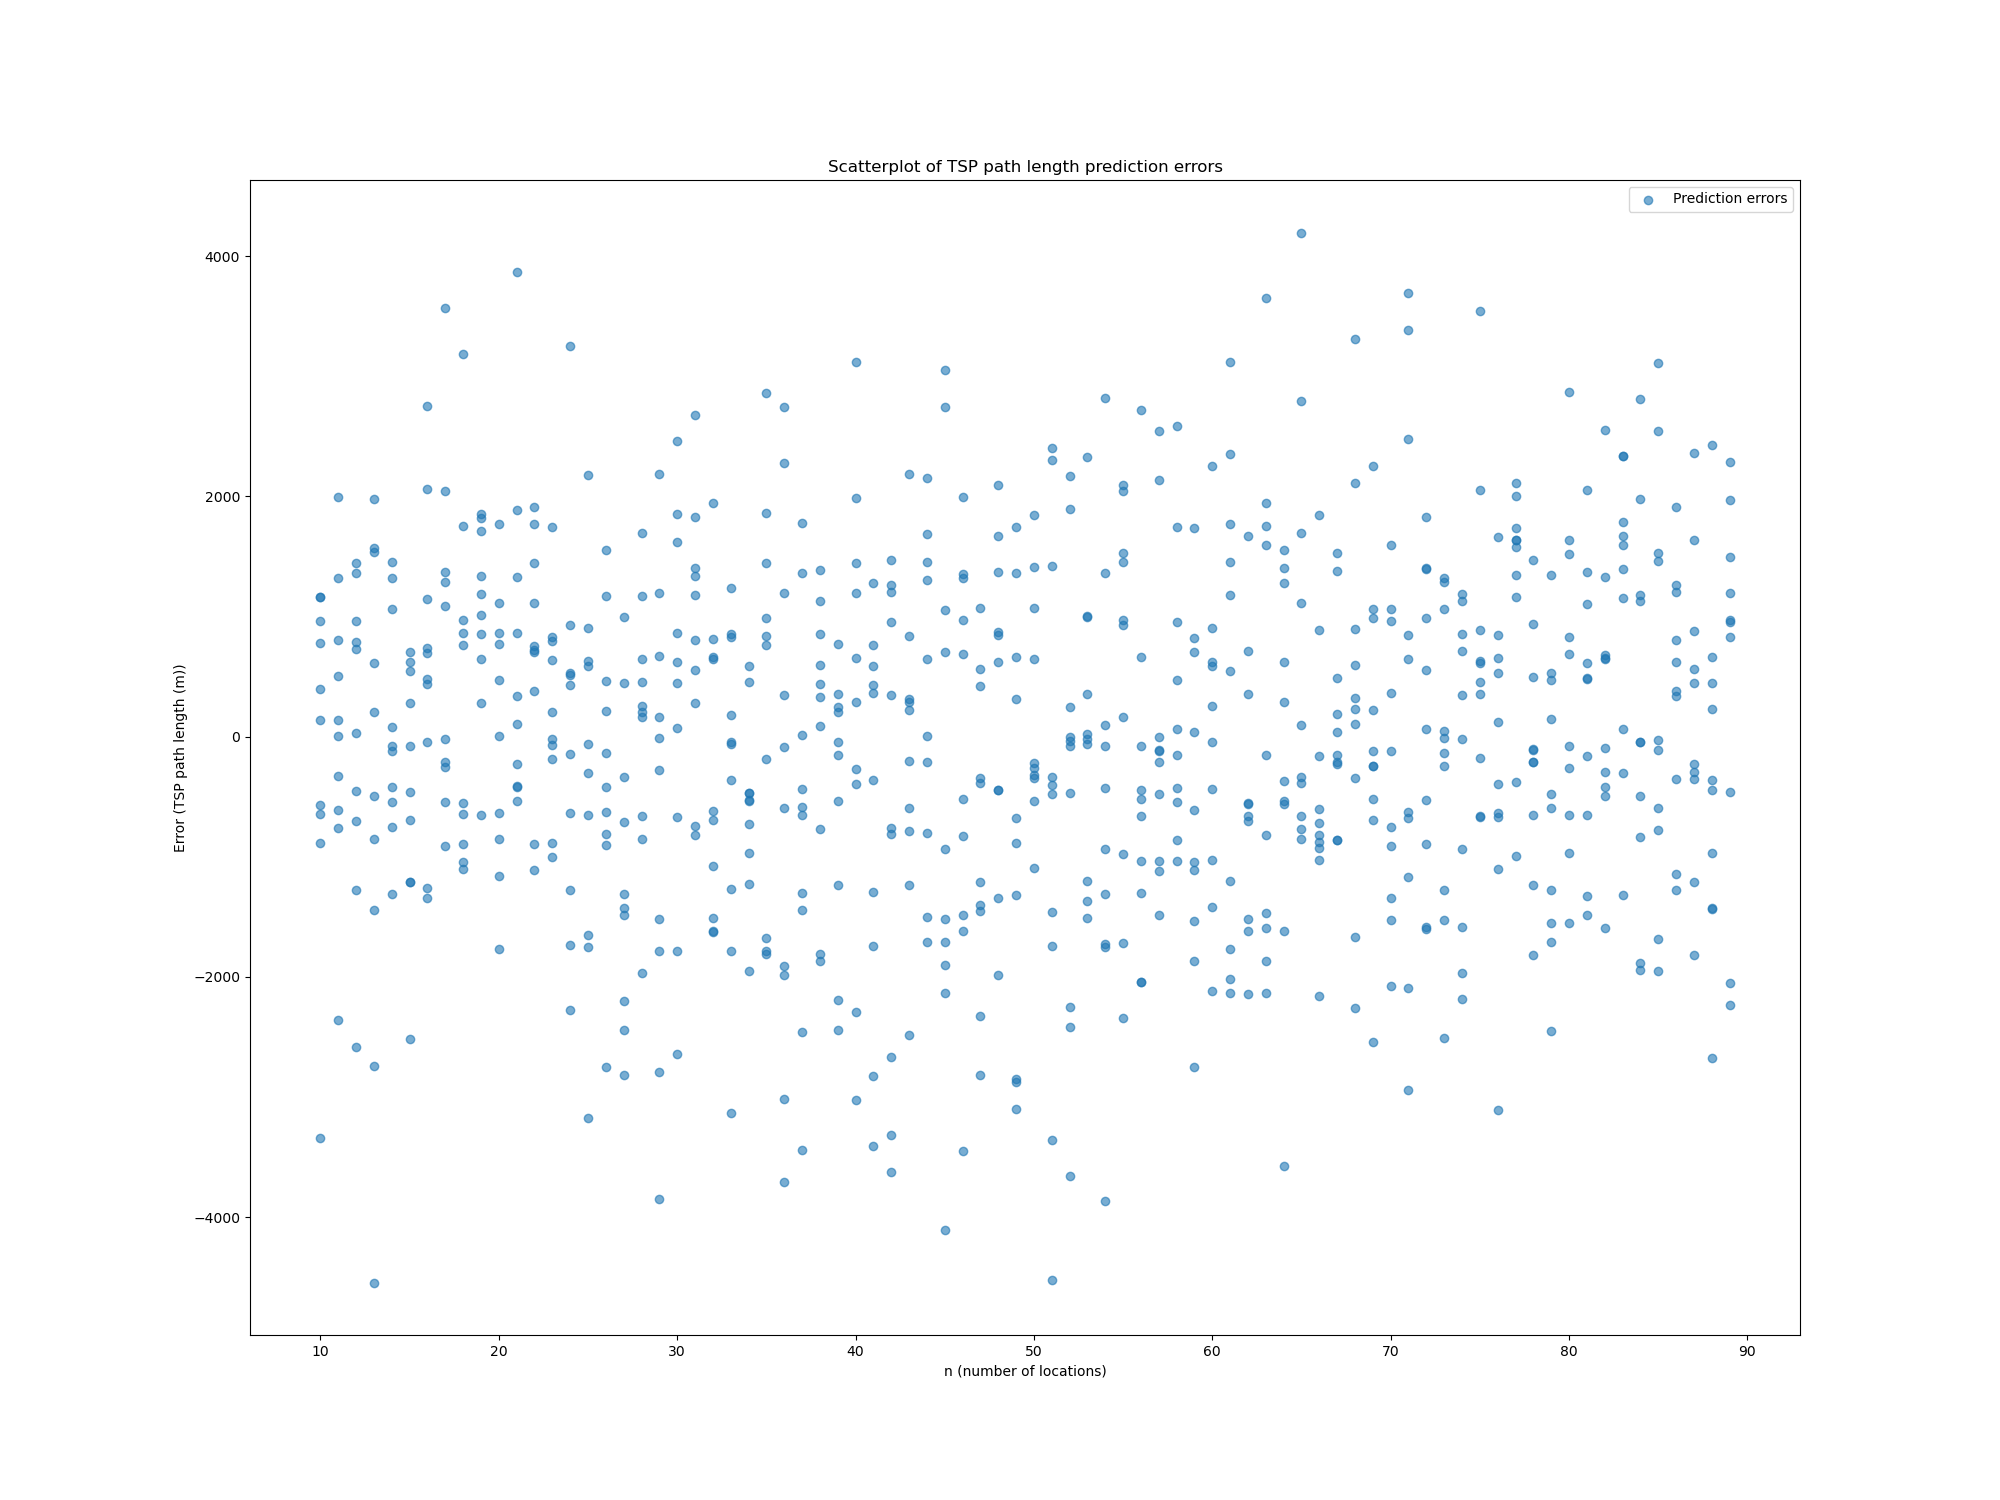 Scatterplot of TSP path length prediction errors
Prediction errors
4000
2000
0
−2000
−4000
Error (TSP path length (m))
10 20 30 40 50 60 70 80 90
n (number of locations)